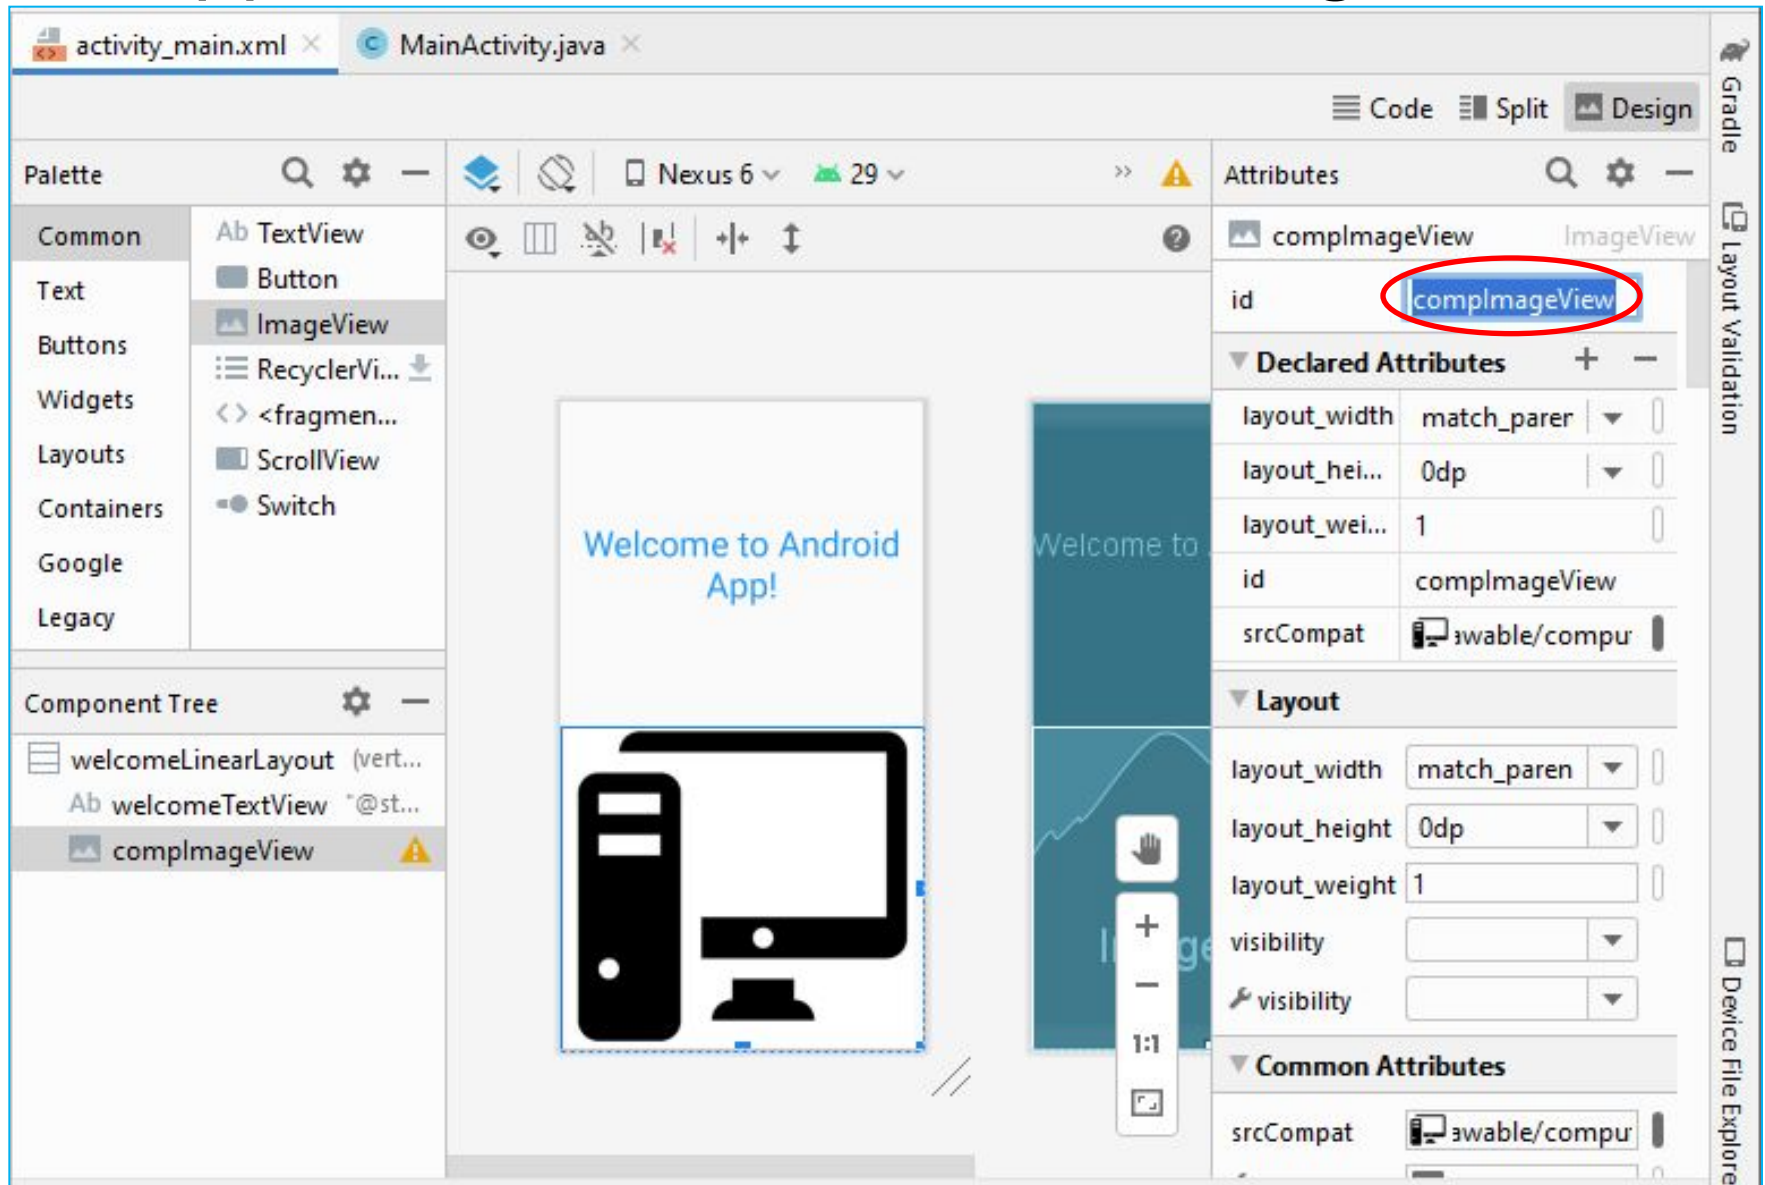 activity_main.xml
MainActivity.java
Code
Split
Design
Palette
Common
Text
Buttons
Widgets
Layouts
Containers
Google
Legacy
Ab TextView
Button
ImageView
RecyclerVi...
<fragmen...
ScrollView
Switch
Component Tree
welcomeLinearLayout (vert...
Ab welcomeTextView "@st...
compImageView
Nexus 6
29
Welcome to Android
App!
Welcome to
1:1
Attributes
compImageView ImageView
id compImageView
Declared Attributes
layout_width match_paren
layout_hei... 0dp
layout_wei... 1
id compImageView
srcCompat awable/compu
Layout
layout_width match_paren
layout_height 0dp
layout_weight 1
visibility
visibility
Common Attributes
srcCompat awable/compu
Gradle
Layout Validation
Device File Explore